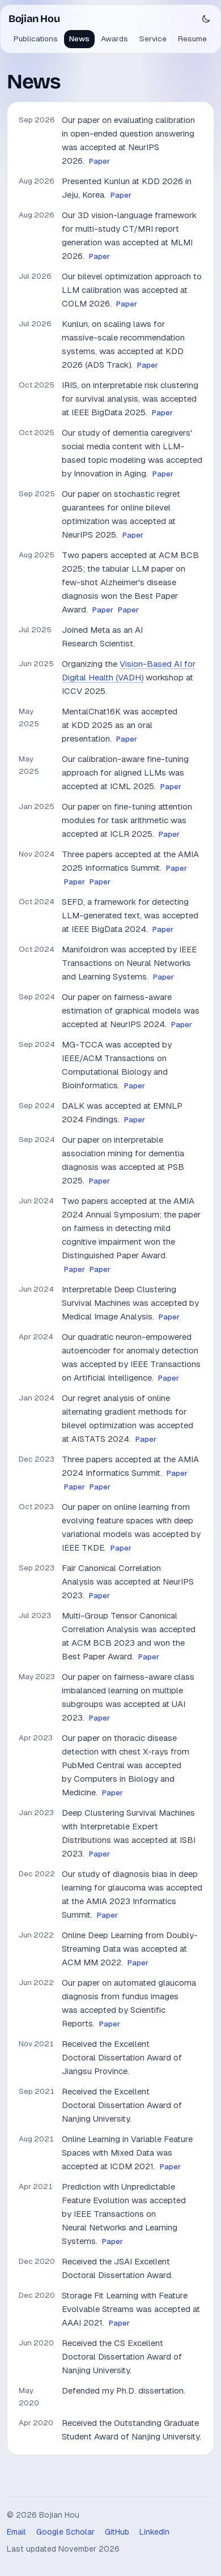 Bojian Hou
Publications News Awards Service Resume
News
Sep 2026 Our paper on evaluating calibration
in open-ended question answering
was accepted at NeurIPS
2026. Paper
Aug 2026 Presented Kunlun at KDD 2026 in
Jeju, Korea. Paper
Aug 2026 Our 3D vision-language framework
for multi-study CT/MRI report
generation was accepted at MLMI
2026. Paper
Jul 2026 Our bilevel optimization approach to
LLM calibration was accepted at
COLM 2026. Paper
Jul 2026 Kunlun, on scaling laws for
massive-scale recommendation
systems, was accepted at KDD
2026 (ADS Track). Paper
Oct 2025 IRIS, on interpretable risk clustering
for survival analysis, was accepted
at IEEE BigData 2025. Paper
Oct 2025 Our study of dementia caregivers'
social media content with LLM-
based topic modeling was accepted
by Innovation in Aging. Paper
Sep 2025 Our paper on stochastic regret
guarantees for online bilevel
optimization was accepted at
NeurIPS 2025. Paper
Aug 2025 Two papers accepted at ACM BCB
2025; the tabular LLM paper on
few-shot Alzheimer's disease
diagnosis won the Best Paper
Award. Paper Paper
Jul 2025 Joined Meta as an AI
Research Scientist.
Jun 2025 Organizing the Vision-Based AI for
Digital Health (VADH) workshop at
ICCV 2025.
May 2025 MentalChat16K was accepted
at KDD 2025 as an oral
presentation. Paper
May 2025 Our calibration-aware fine-tuning
approach for aligned LLMs was
accepted at ICML 2025. Paper
Jan 2025 Our paper on fine-tuning attention
modules for task arithmetic was
accepted at ICLR 2025. Paper
Nov 2024 Three papers accepted at the AMIA
2025 Informatics Summit. Paper
Paper Paper
Oct 2024 SEFD, a framework for detecting
LLM-generated text, was accepted
at IEEE BigData 2024. Paper
Oct 2024 Manifoldron was accepted by IEEE
Transactions on Neural Networks
and Learning Systems. Paper
Sep 2024 Our paper on fairness-aware
estimation of graphical models was
accepted at NeurIPS 2024. Paper
Sep 2024 MG-TCCA was accepted by
IEEE/ACM Transactions on
Computational Biology and
Bioinformatics. Paper
Sep 2024 DALK was accepted at EMNLP
2024 Findings. Paper
Sep 2024 Our paper on interpretable
association mining for dementia
diagnosis was accepted at PSB
2025. Paper
Jun 2024 Two papers accepted at the AMIA
2024 Annual Symposium; the paper
on fairness in detecting mild
cognitive impairment won the
Distinguished Paper Award.
Paper Paper
Jun 2024 Interpretable Deep Clustering
Survival Machines was accepted by
Medical Image Analysis. Paper
Apr 2024 Our quadratic neuron-empowered
autoencoder for anomaly detection
was accepted by IEEE Transactions
on Artificial Intelligence. Paper
Jan 2024 Our regret analysis of online
alternating gradient methods for
bilevel optimization was accepted
at AISTATS 2024. Paper
Dec 2023 Three papers accepted at the AMIA
2024 Informatics Summit. Paper
Paper Paper
Oct 2023 Our paper on online learning from
evolving feature spaces with deep
variational models was accepted by
IEEE TKDE. Paper
Sep 2023 Fair Canonical Correlation
Analysis was accepted at NeurIPS
2023. Paper
Jul 2023 Multi-Group Tensor Canonical
Correlation Analysis was accepted
at ACM BCB 2023 and won the
Best Paper Award. Paper
May 2023 Our paper on fairness-aware class
imbalanced learning on multiple
subgroups was accepted at UAI
2023. Paper
Apr 2023 Our paper on thoracic disease
detection with chest X-rays from
PubMed Central was accepted
by Computers in Biology and
Medicine. Paper
Jan 2023 Deep Clustering Survival Machines
with Interpretable Expert
Distributions was accepted at ISBI
2023. Paper
Dec 2022 Our study of diagnosis bias in deep
learning for glaucoma was accepted
at the AMIA 2023 Informatics
Summit. Paper
Jun 2022 Online Deep Learning from Doubly-
Streaming Data was accepted at
ACM MM 2022. Paper
Jun 2022 Our paper on automated glaucoma
diagnosis from fundus images
was accepted by Scientific
Reports. Paper
Nov 2021 Received the Excellent
Doctoral Dissertation Award of
Jiangsu Province.
Sep 2021 Received the Excellent
Doctoral Dissertation Award of
Nanjing University.
Aug 2021 Online Learning in Variable Feature
Spaces with Mixed Data was
accepted at ICDM 2021. Paper
Apr 2021 Prediction with Unpredictable
Feature Evolution was accepted
by IEEE Transactions on
Neural Networks and Learning
Systems. Paper
Dec 2020 Received the JSAI Excellent
Doctoral Dissertation Award.
Dec 2020 Storage Fit Learning with Feature
Evolvable Streams was accepted at
AAAI 2021. Paper
Jun 2020 Received the CS Excellent
Doctoral Dissertation Award of
Nanjing University.
May 2020 Defended my Ph.D. dissertation.
Apr 2020 Received the Outstanding Graduate
Student Award of Nanjing University.
© 2026 Bojian Hou
Email Google Scholar GitHub LinkedIn
Last updated November 2026